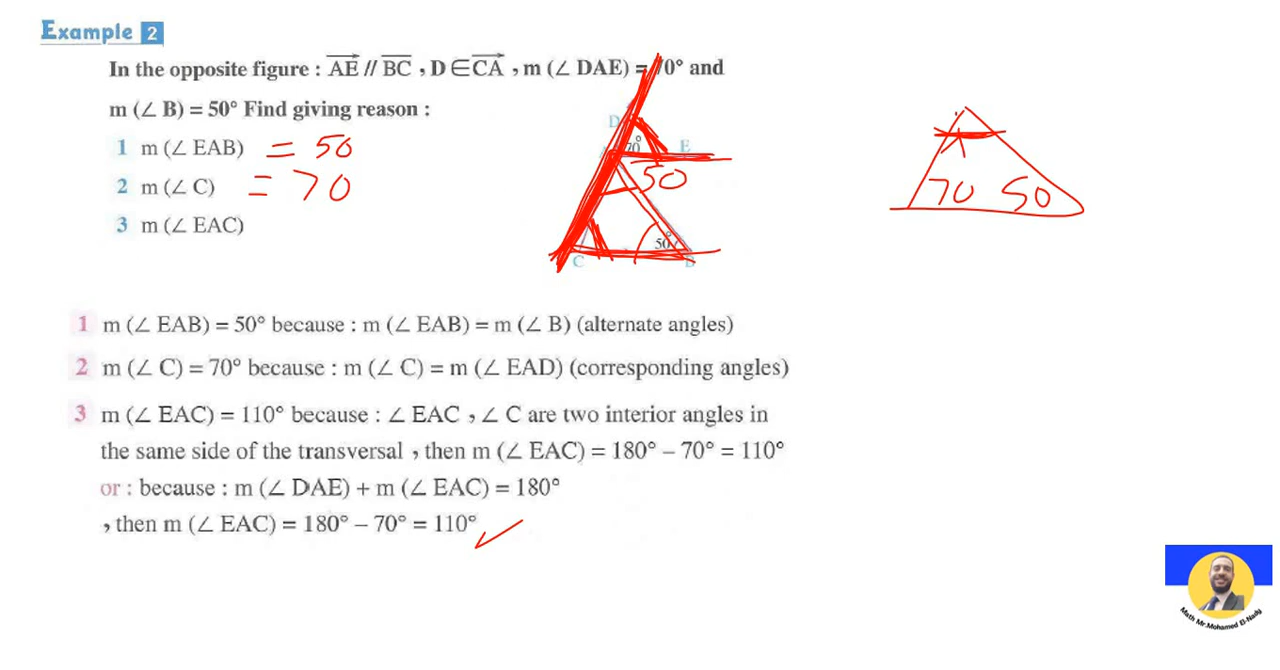 Example 2
In the opposite figure : AE // BC , D ∈ CA , m (∠ DAE) = 70° and
m (∠ B) = 50° Find giving reason :
1 m (∠ EAB) = 50
2 m (∠ C) = 70
3 m (∠ EAC)
D
70°
E
50
50°
C
B
70 50
1 m (∠ EAB) = 50° because : m (∠ EAB) = m (∠ B) (alternate angles)
2 m (∠ C) = 70° because : m (∠ C) = m (∠ EAD) (corresponding angles)
3 m (∠ EAC) = 110° because : ∠ EAC , ∠ C are two interior angles in
the same side of the transversal , then m (∠ EAC) = 180° – 70° = 110°
or : because : m (∠ DAE) + m (∠ EAC) = 180°
, then m (∠ EAC) = 180° – 70° = 110°
Math Mr.Mohamed El-Nady